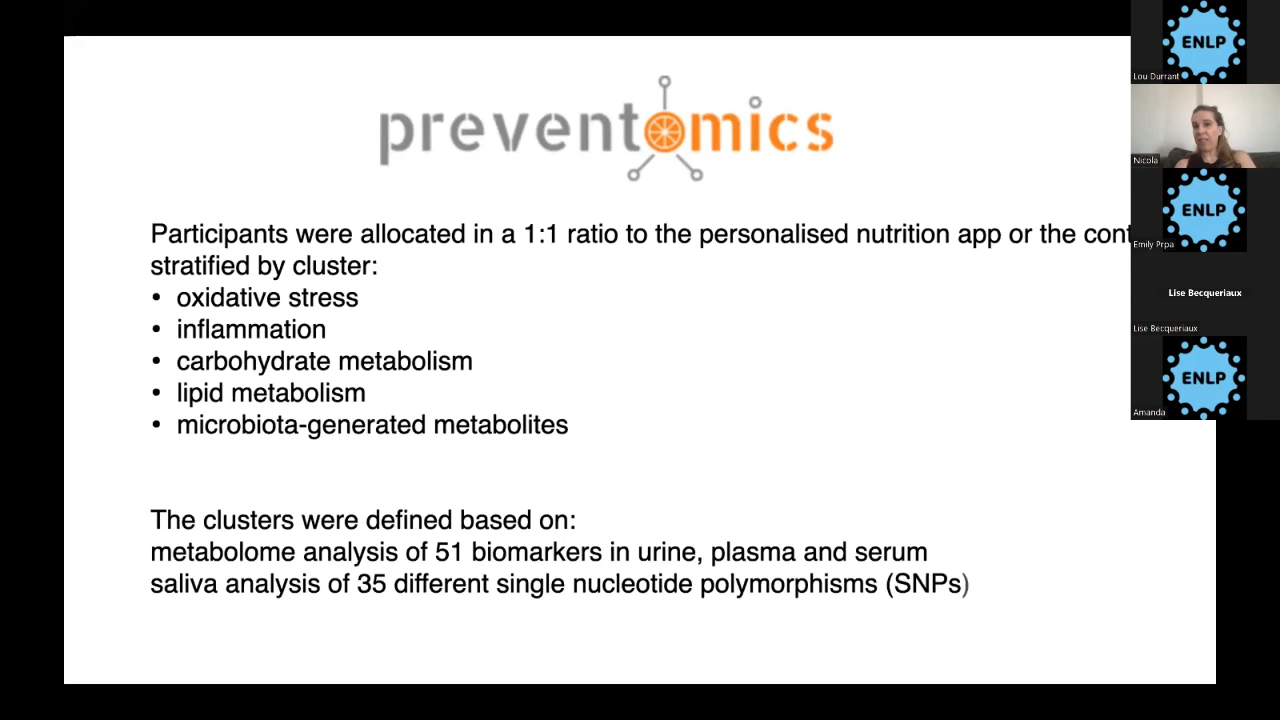 preventomics
Participants were allocated in a 1:1 ratio to the personalised nutrition app or the cont
stratified by cluster:
• oxidative stress
• inflammation
• carbohydrate metabolism
• lipid metabolism
• microbiota-generated metabolites
The clusters were defined based on:
metabolome analysis of 51 biomarkers in urine, plasma and serum
saliva analysis of 35 different single nucleotide polymorphisms (SNPs)
ENLP
Lou Durrant
Nicola
ENLP
Emily Prpa
Lise Becqueriaux
Lise Becqueriaux
ENLP
Amanda